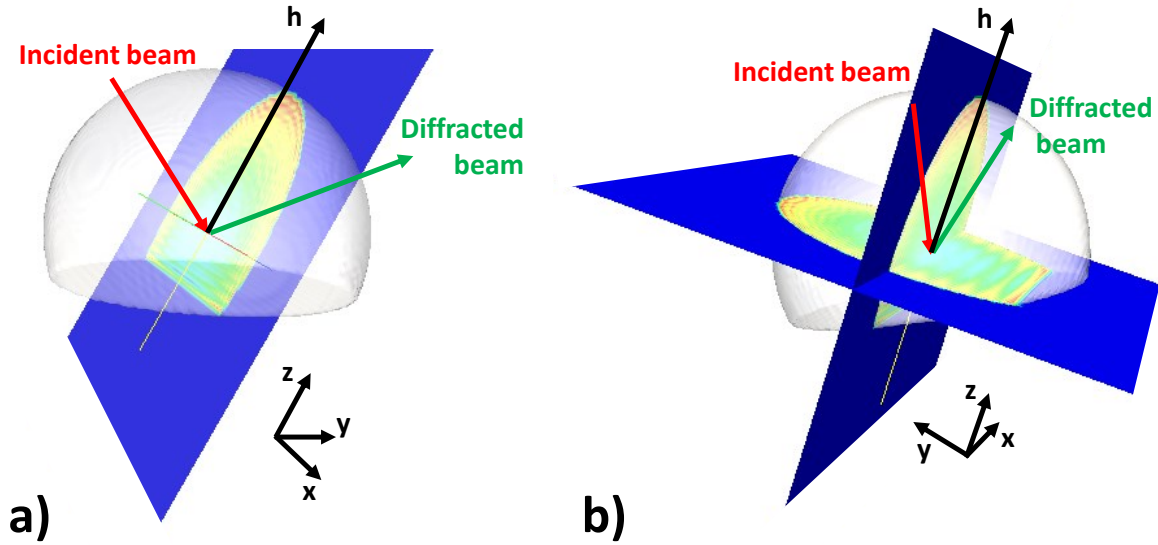 h
Incident beam
Diffracted
beam
z
y
x
a)
h
Incident beam
Diffracted
beam
z
x
y
b)